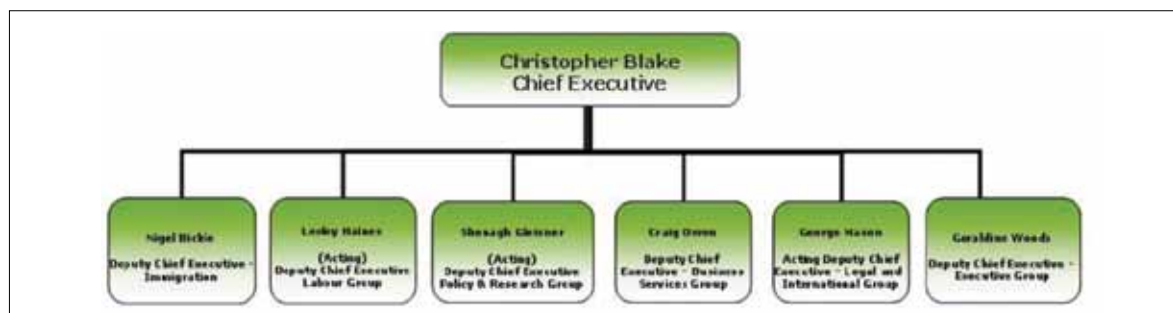 Christopher Blake
Chief Executive
Nigel Bickle
Deputy Chief Executive -
Immigration
Lesley Haines
(Acting)
Deputy Chief Executive
Labour Group
Shenagh Gleisner
(Acting)
Deputy Chief Executive
Policy & Research Group
Craig Owen
Deputy Chief
Executive - Business
Services Group
George Mason
Acting Deputy Chief
Executive - Legal and
International Group
Geraldine Woods
Deputy Chief Executive -
Executive Group